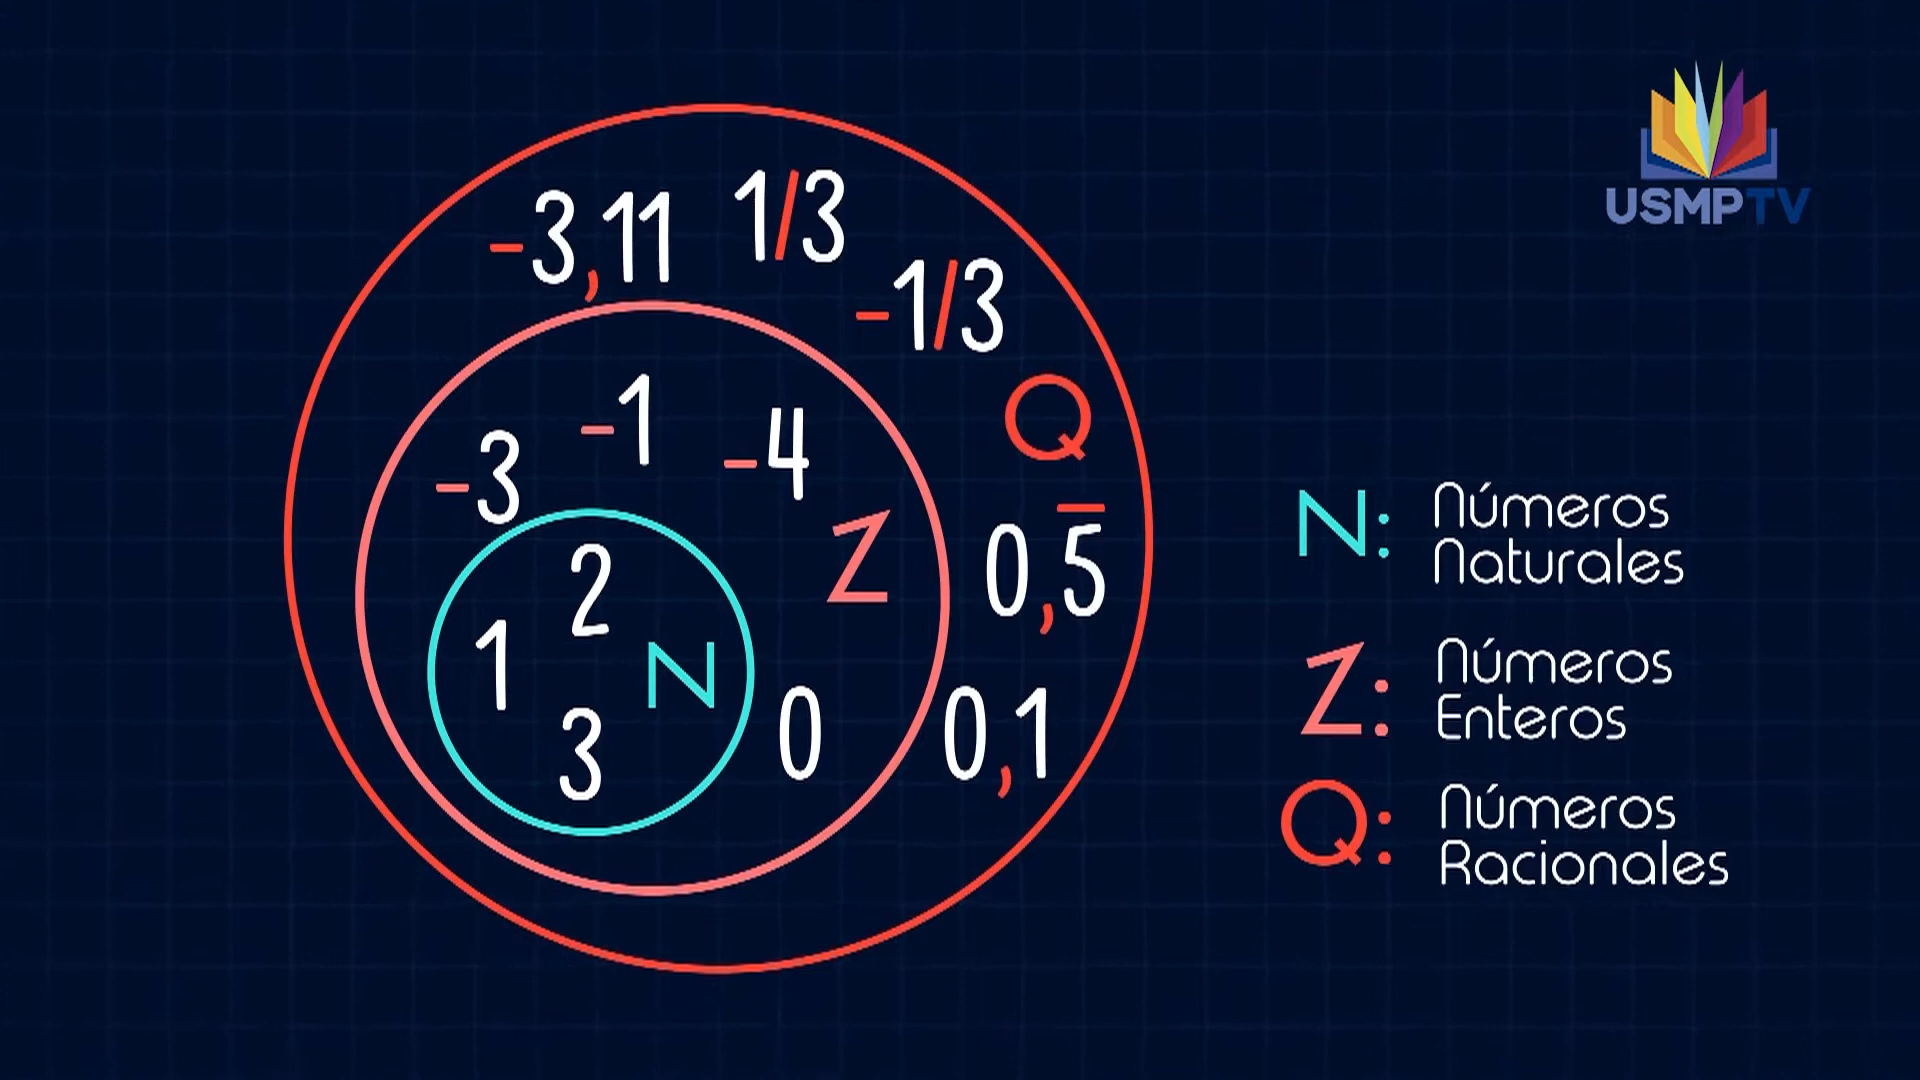 USMPTV
-3,11
1/3
-1/3
Q
-1
-4
-3
Z
0,5̅
2
1
N
3
0
0,1
N: Números
Naturales
Z: Números
Enteros
Q: Números
Racionales